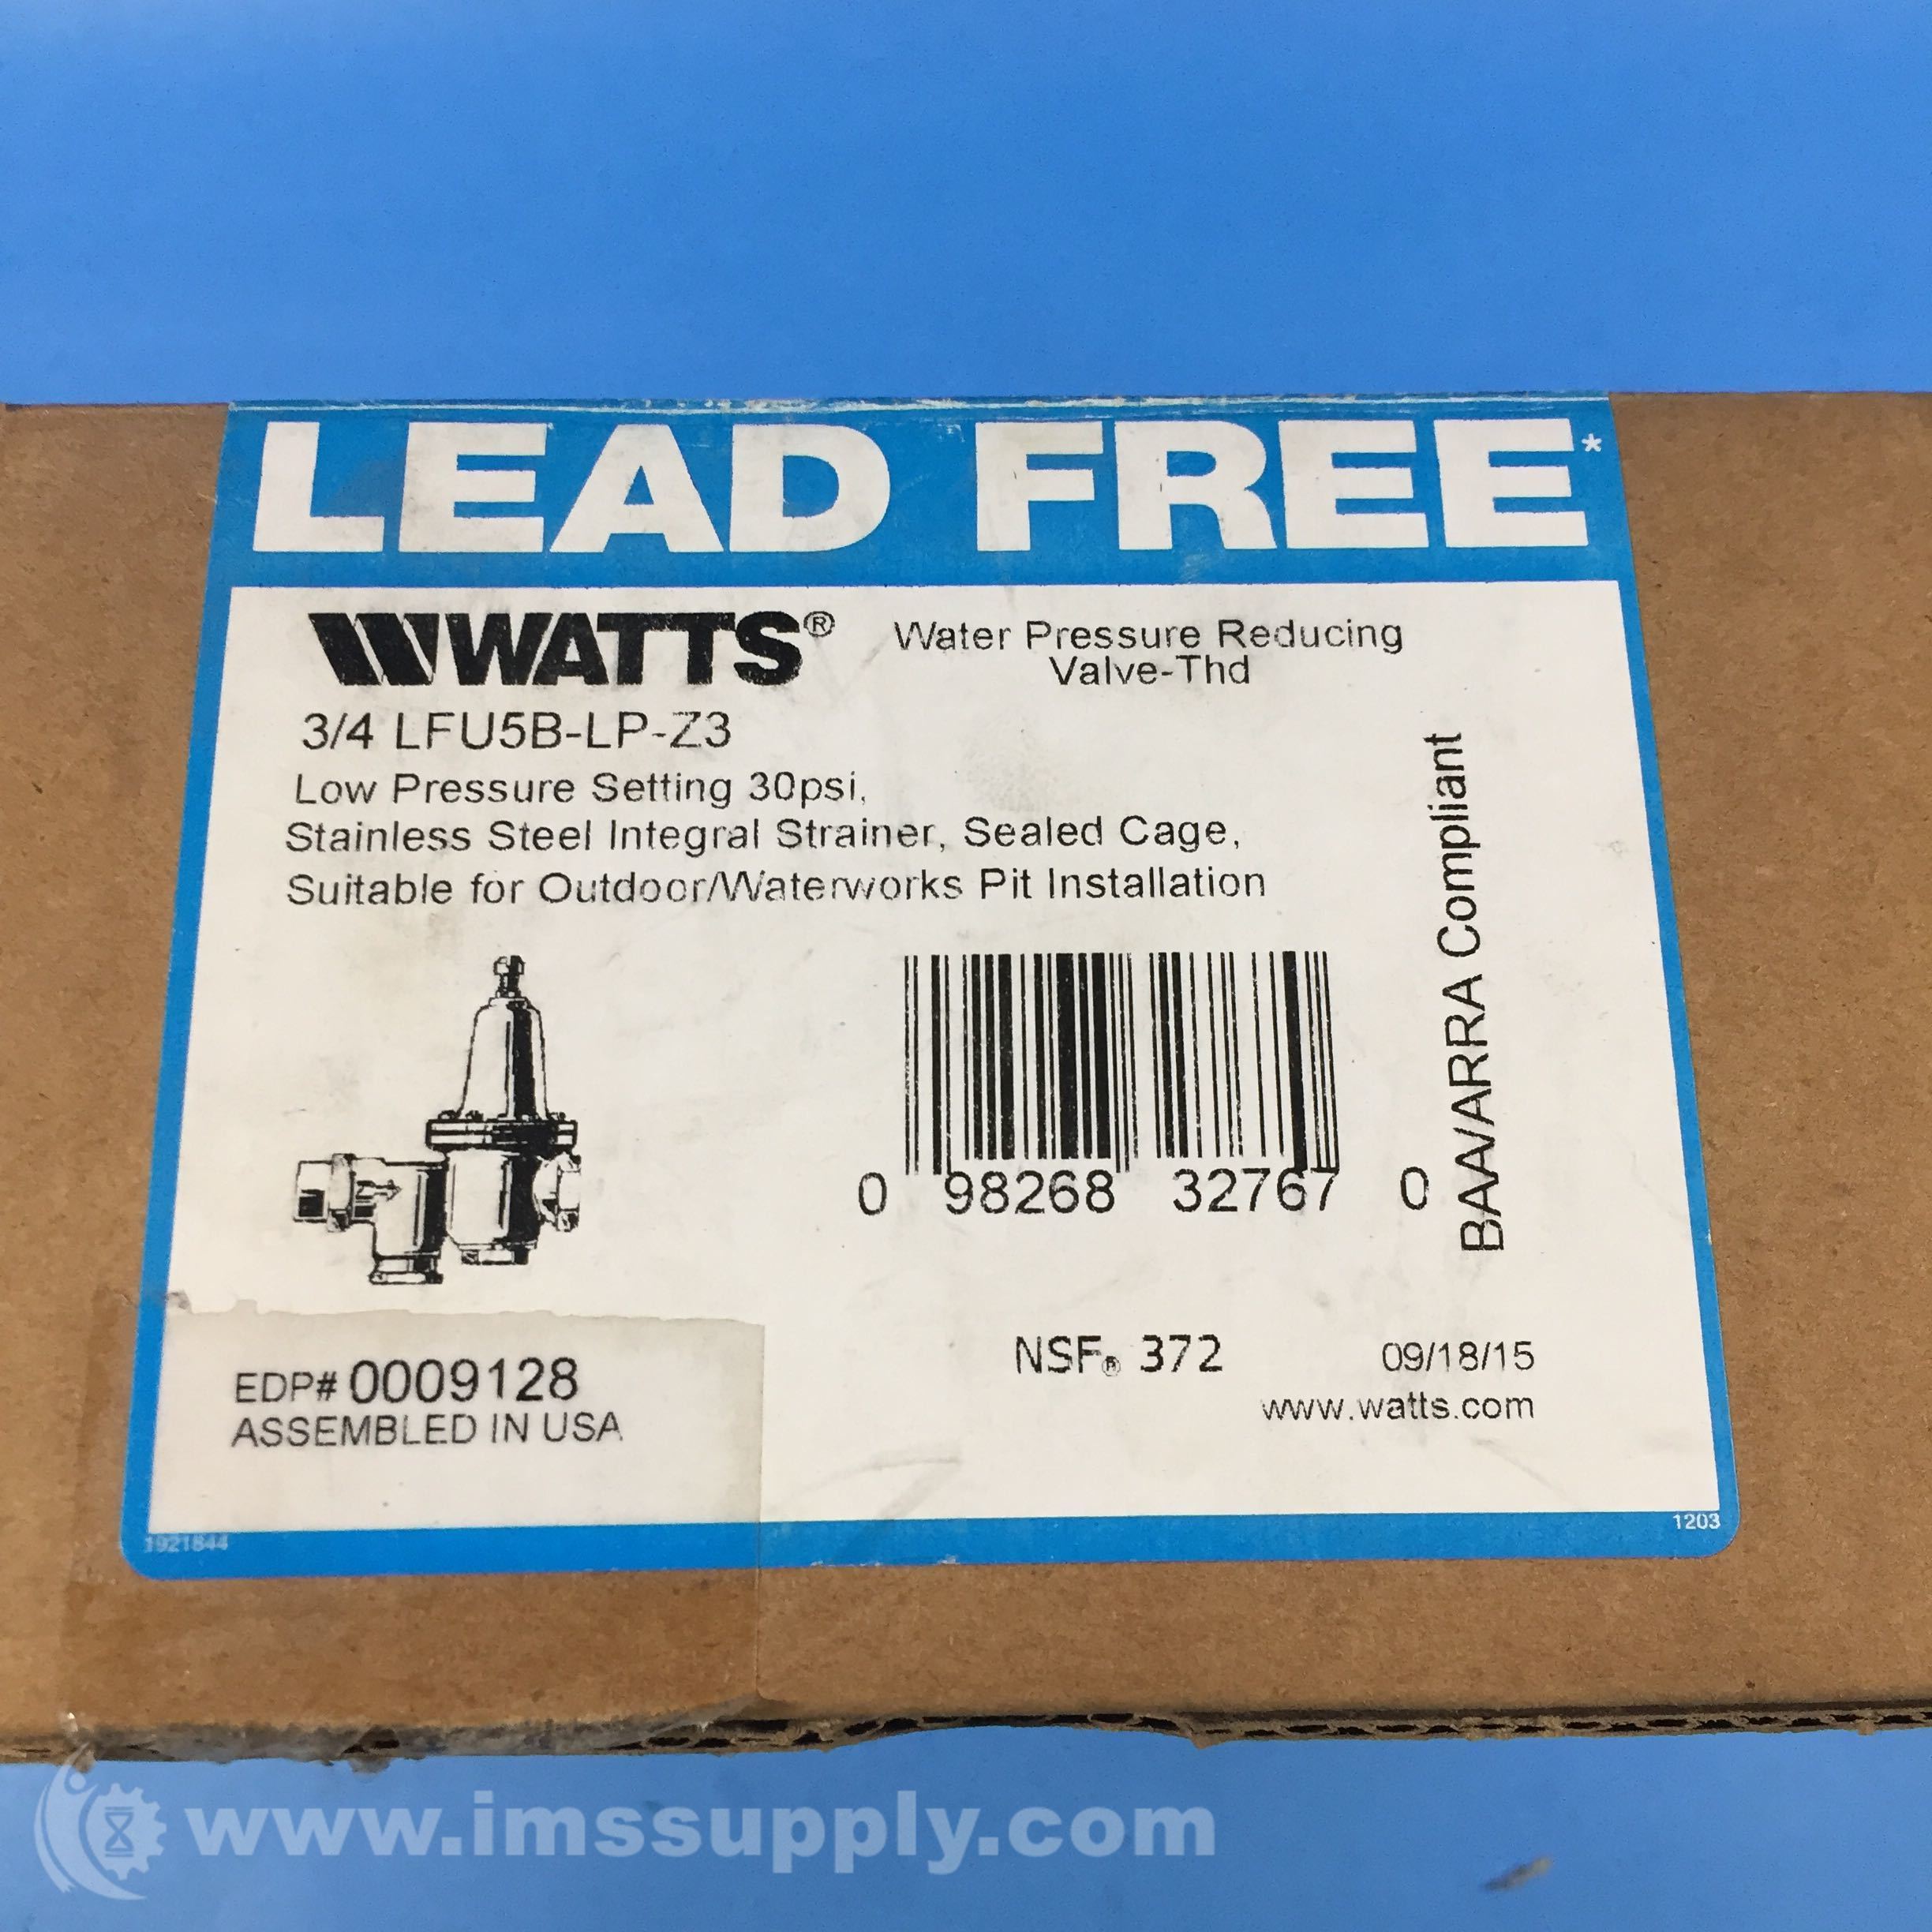 LEAD FREE*
WATTS®
Water Pressure Reducing
Valve-Thd
3/4 LFU5B-LP-Z3
Low Pressure Setting 30psi,
Stainless Steel Integral Strainer, Sealed Cage,
Suitable for Outdoor/Waterworks Pit Installation
BAA/ARRA Compliant
0 98268 32767 0
NSF® 372
09/18/15
www.watts.com
EDP# 0009128
ASSEMBLED IN USA
1921844
1203
www.imssupply.com